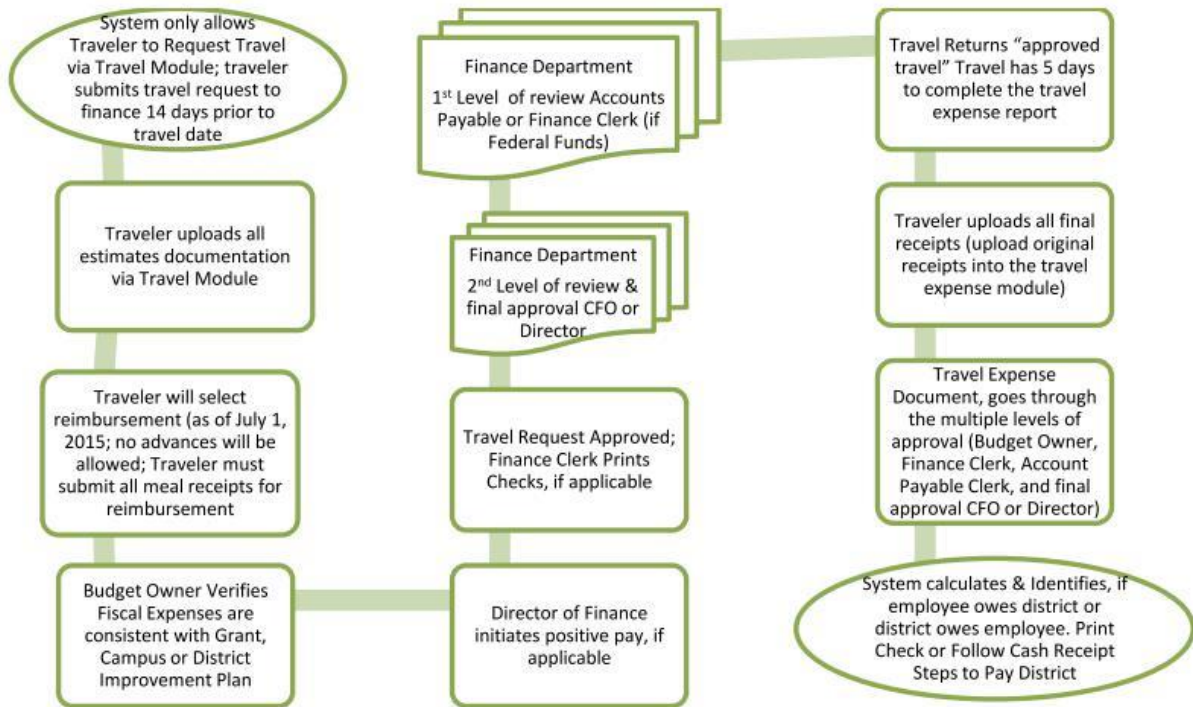 System only allows
Traveler to Request Travel
via Travel Module; traveler
submits travel request to
finance 14 days prior to
travel date
Traveler uploads all
estimates documentation
via Travel Module
Traveler will select
reimbursement (as of July 1,
2015; no advances will be
allowed; Traveler must
submit all meal receipts for
reimbursement
Budget Owner Verifies
Fiscal Expenses are
consistent with Grant,
Campus or District
Improvement Plan
Director of Finance
initiates positive pay, if
applicable
Travel Request Approved;
Finance Clerk Prints
Checks, if applicable
Finance Department
2nd Level of review &
final approval CFO or
Director
Finance Department
1st Level of review Accounts
Payable or Finance Clerk (if
Federal Funds)
Travel Returns “approved
travel” Travel has 5 days
to complete the travel
expense report
Traveler uploads all final
receipts (upload original
receipts into the travel
expense module)
Travel Expense
Document, goes through
the multiple levels of
approval (Budget Owner,
Finance Clerk, Account
Payable Clerk, and final
approval CFO or Director)
System calculates & Identifies, if
employee owes district or
district owes employee. Print
Check or Follow Cash Receipt
Steps to Pay District